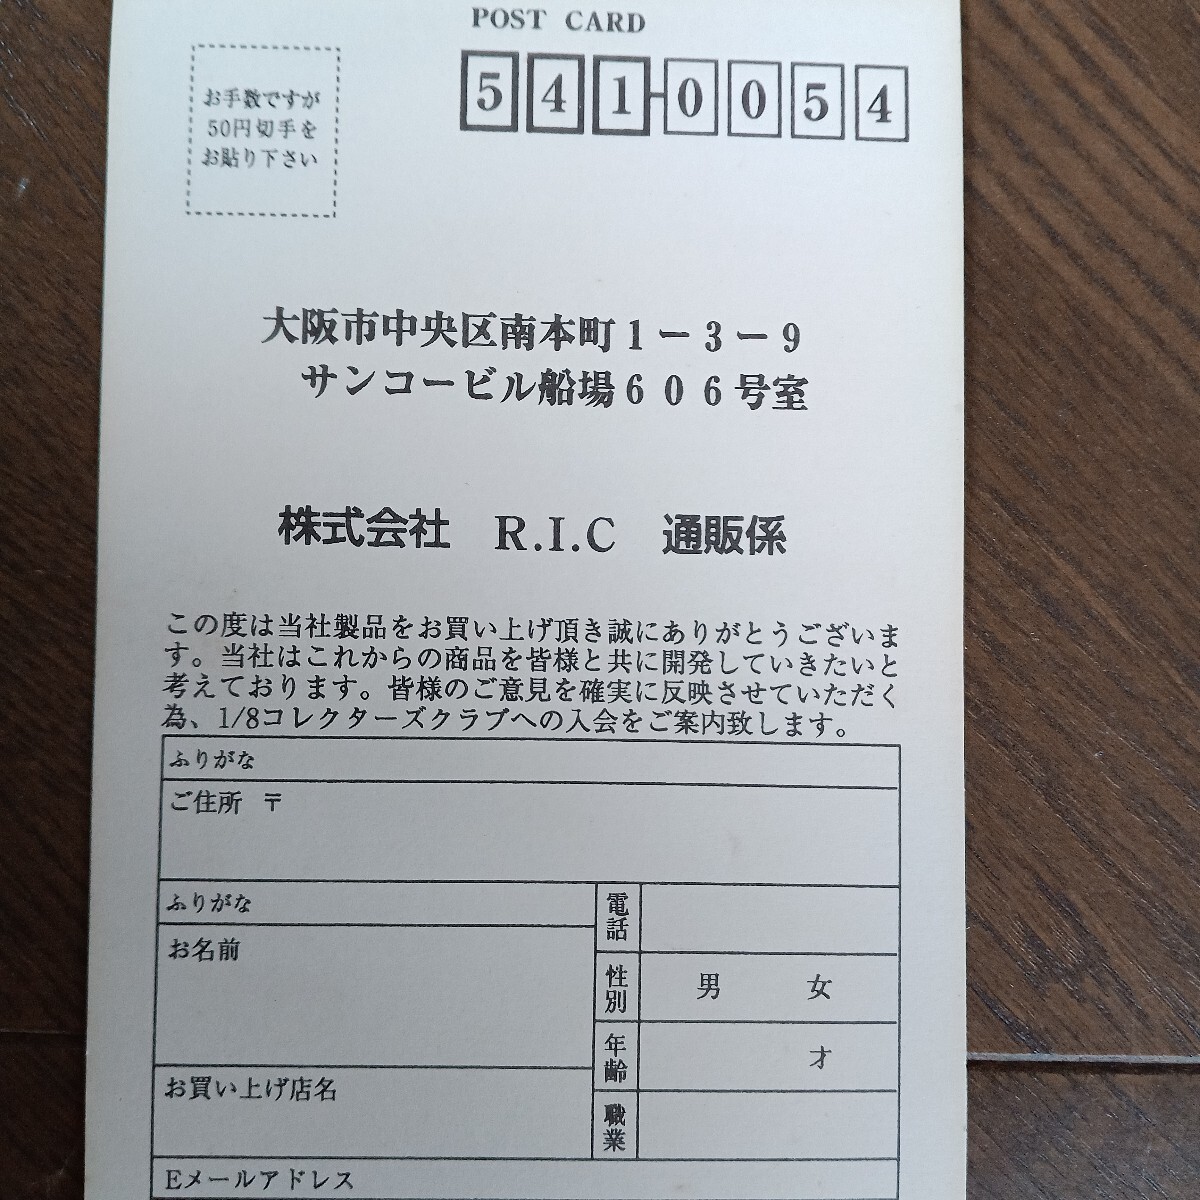 POST CARD
541-0054
お手数ですが
50円切手を
お貼り下さい
大阪市中央区南本町1－3－9
サンコービル船場606号室
株式会社 R.I.C 通販係
この度は当社製品をお買い上げ頂き誠にありがとうございま
す。当社はこれからの商品を皆様と共に開発していきたいと
考えております。皆様のご意見を確実に反映させていただく
為、1/8コレクターズクラブへの入会をご案内致します。
ふりがな
ご住所 〒
ふりがな
お名前
電話
性別 男 女
年齢 才
お買い上げ店名
職業
Eメールアドレス